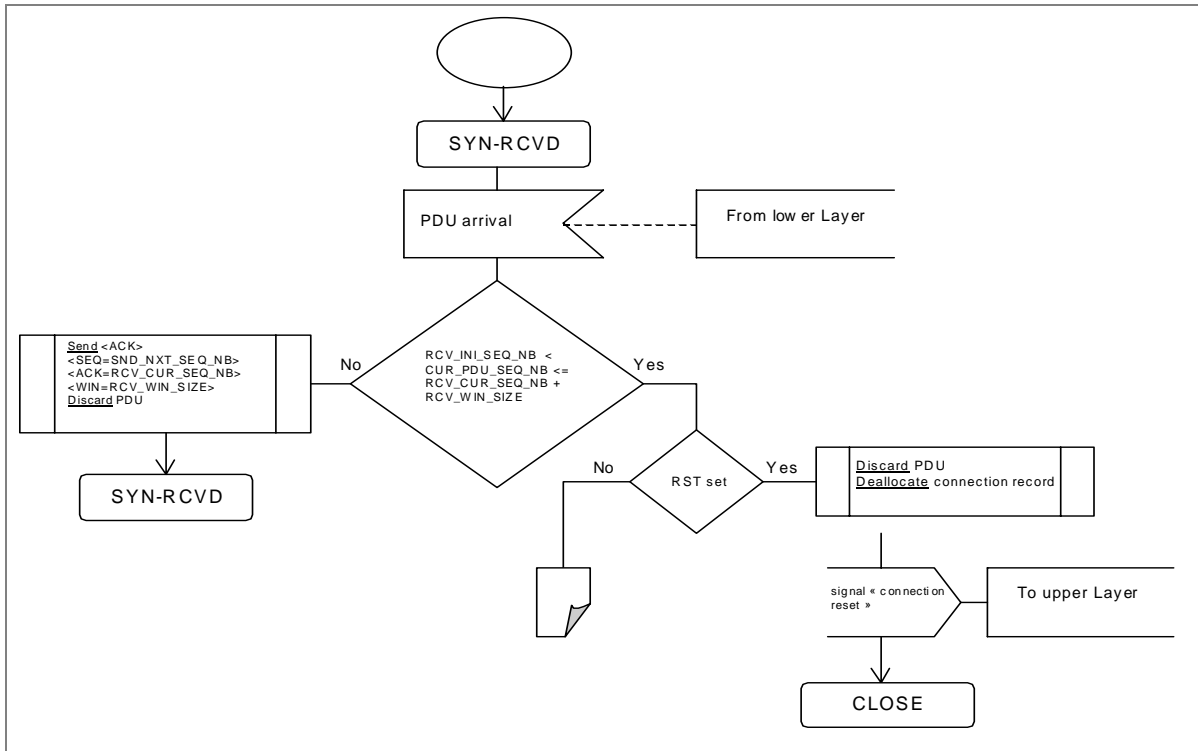 SYN-RCVD
PDU arrival
From lower Layer
RCV_INI_SEQ_NB <
CUR_PDU_SEQ_NB <=
RCV_CUR_SEQ_NB +
RCV_WIN_SIZE
No
Yes
Send <ACK>
<SEQ=SND_NXT_SEQ_NB>
<ACK=RCV_CUR_SEQ_NB>
<WIN=RCV_WIN_SIZE>
Discard PDU
SYN-RCVD
RST set
No
Yes
Discard PDU
Deallocate connection record
signal « connection
reset »
To upper Layer
CLOSE